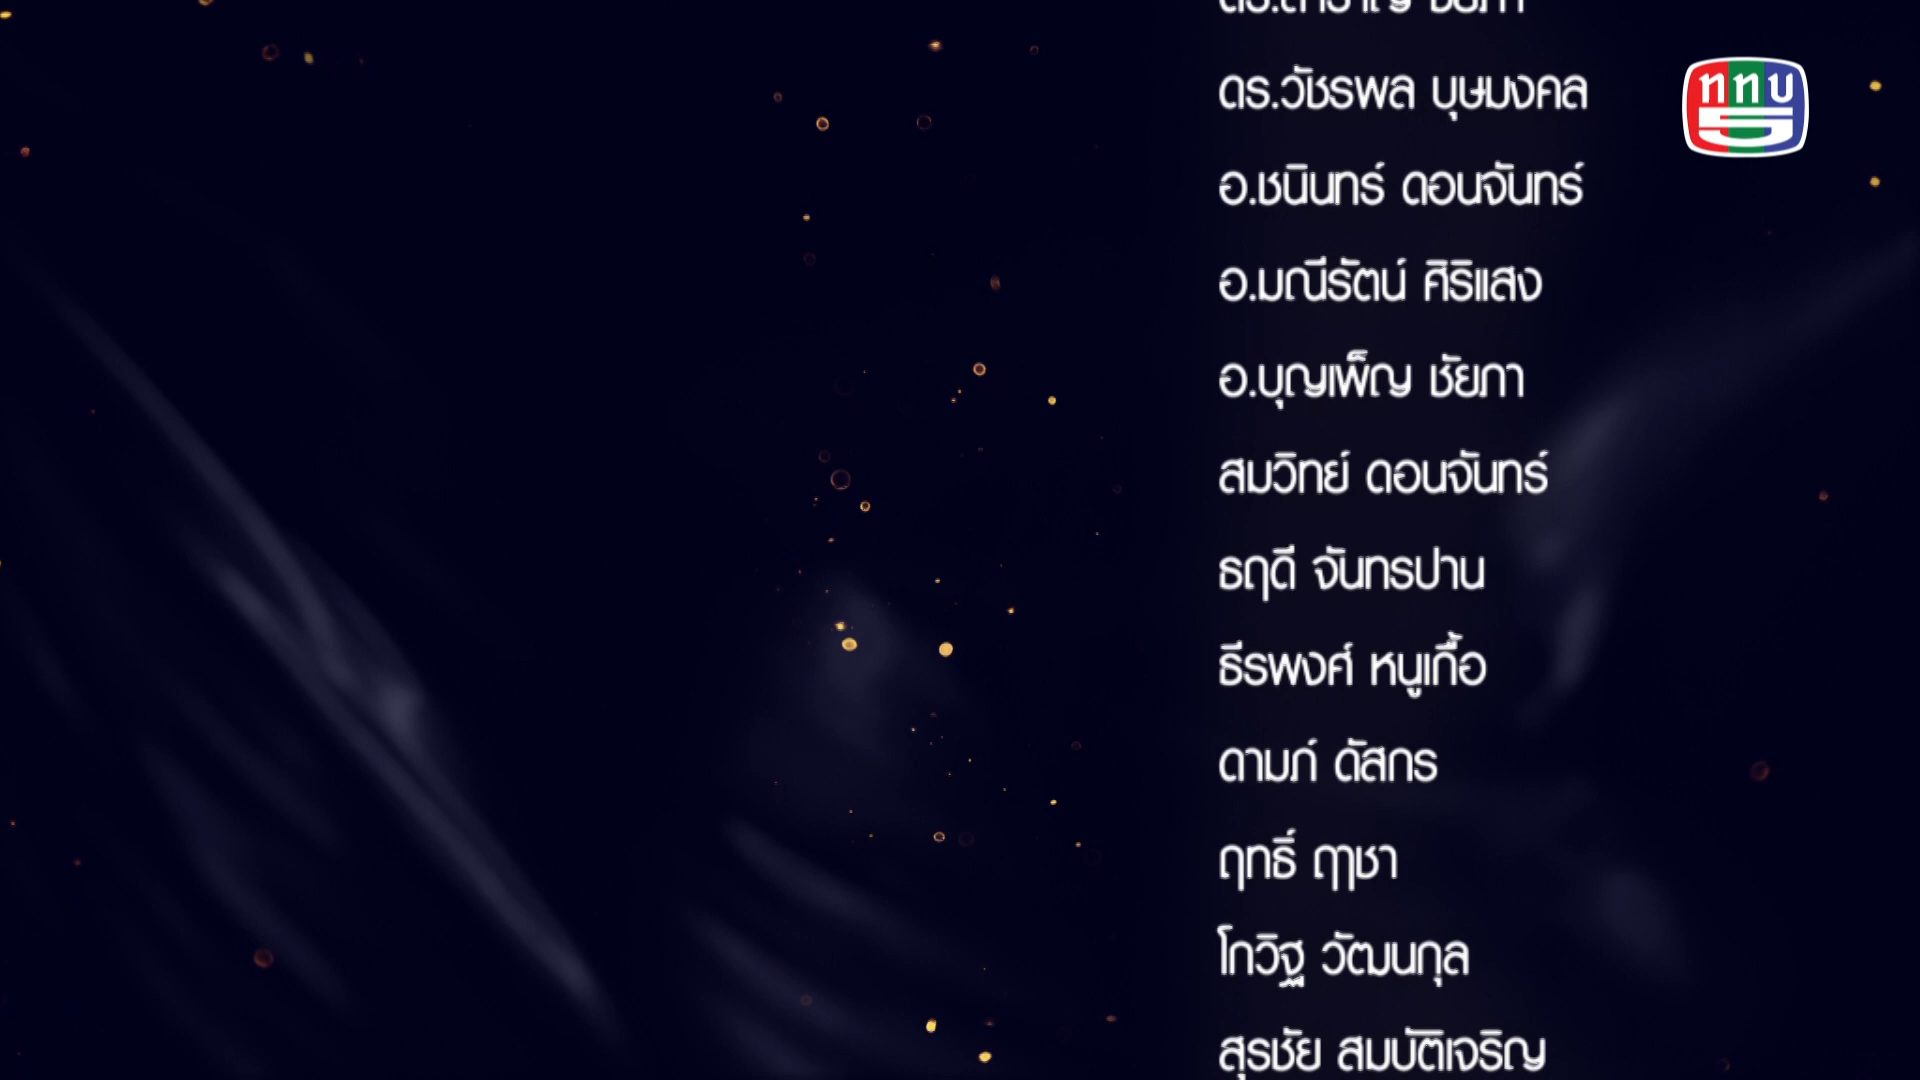 ดร.วัชรพล บุษมงคล
ททบ
5
อ.ชนินทร์ ดอนจันทร์
อ.มณีรัตน์ ศิริแสง
อ.บุญเพ็ญ ชัยภา
สมวิทย์ ดอนจันทร์
ธฤดี จันทรปาน
ธีรพงศ์ หนูเกื้อ
ดามภ์ ดัสกร
ฤทธิ์ ฤๅชา
โกวิฐ วัฒนกุล
สุรชัย สมบัติเจริญ